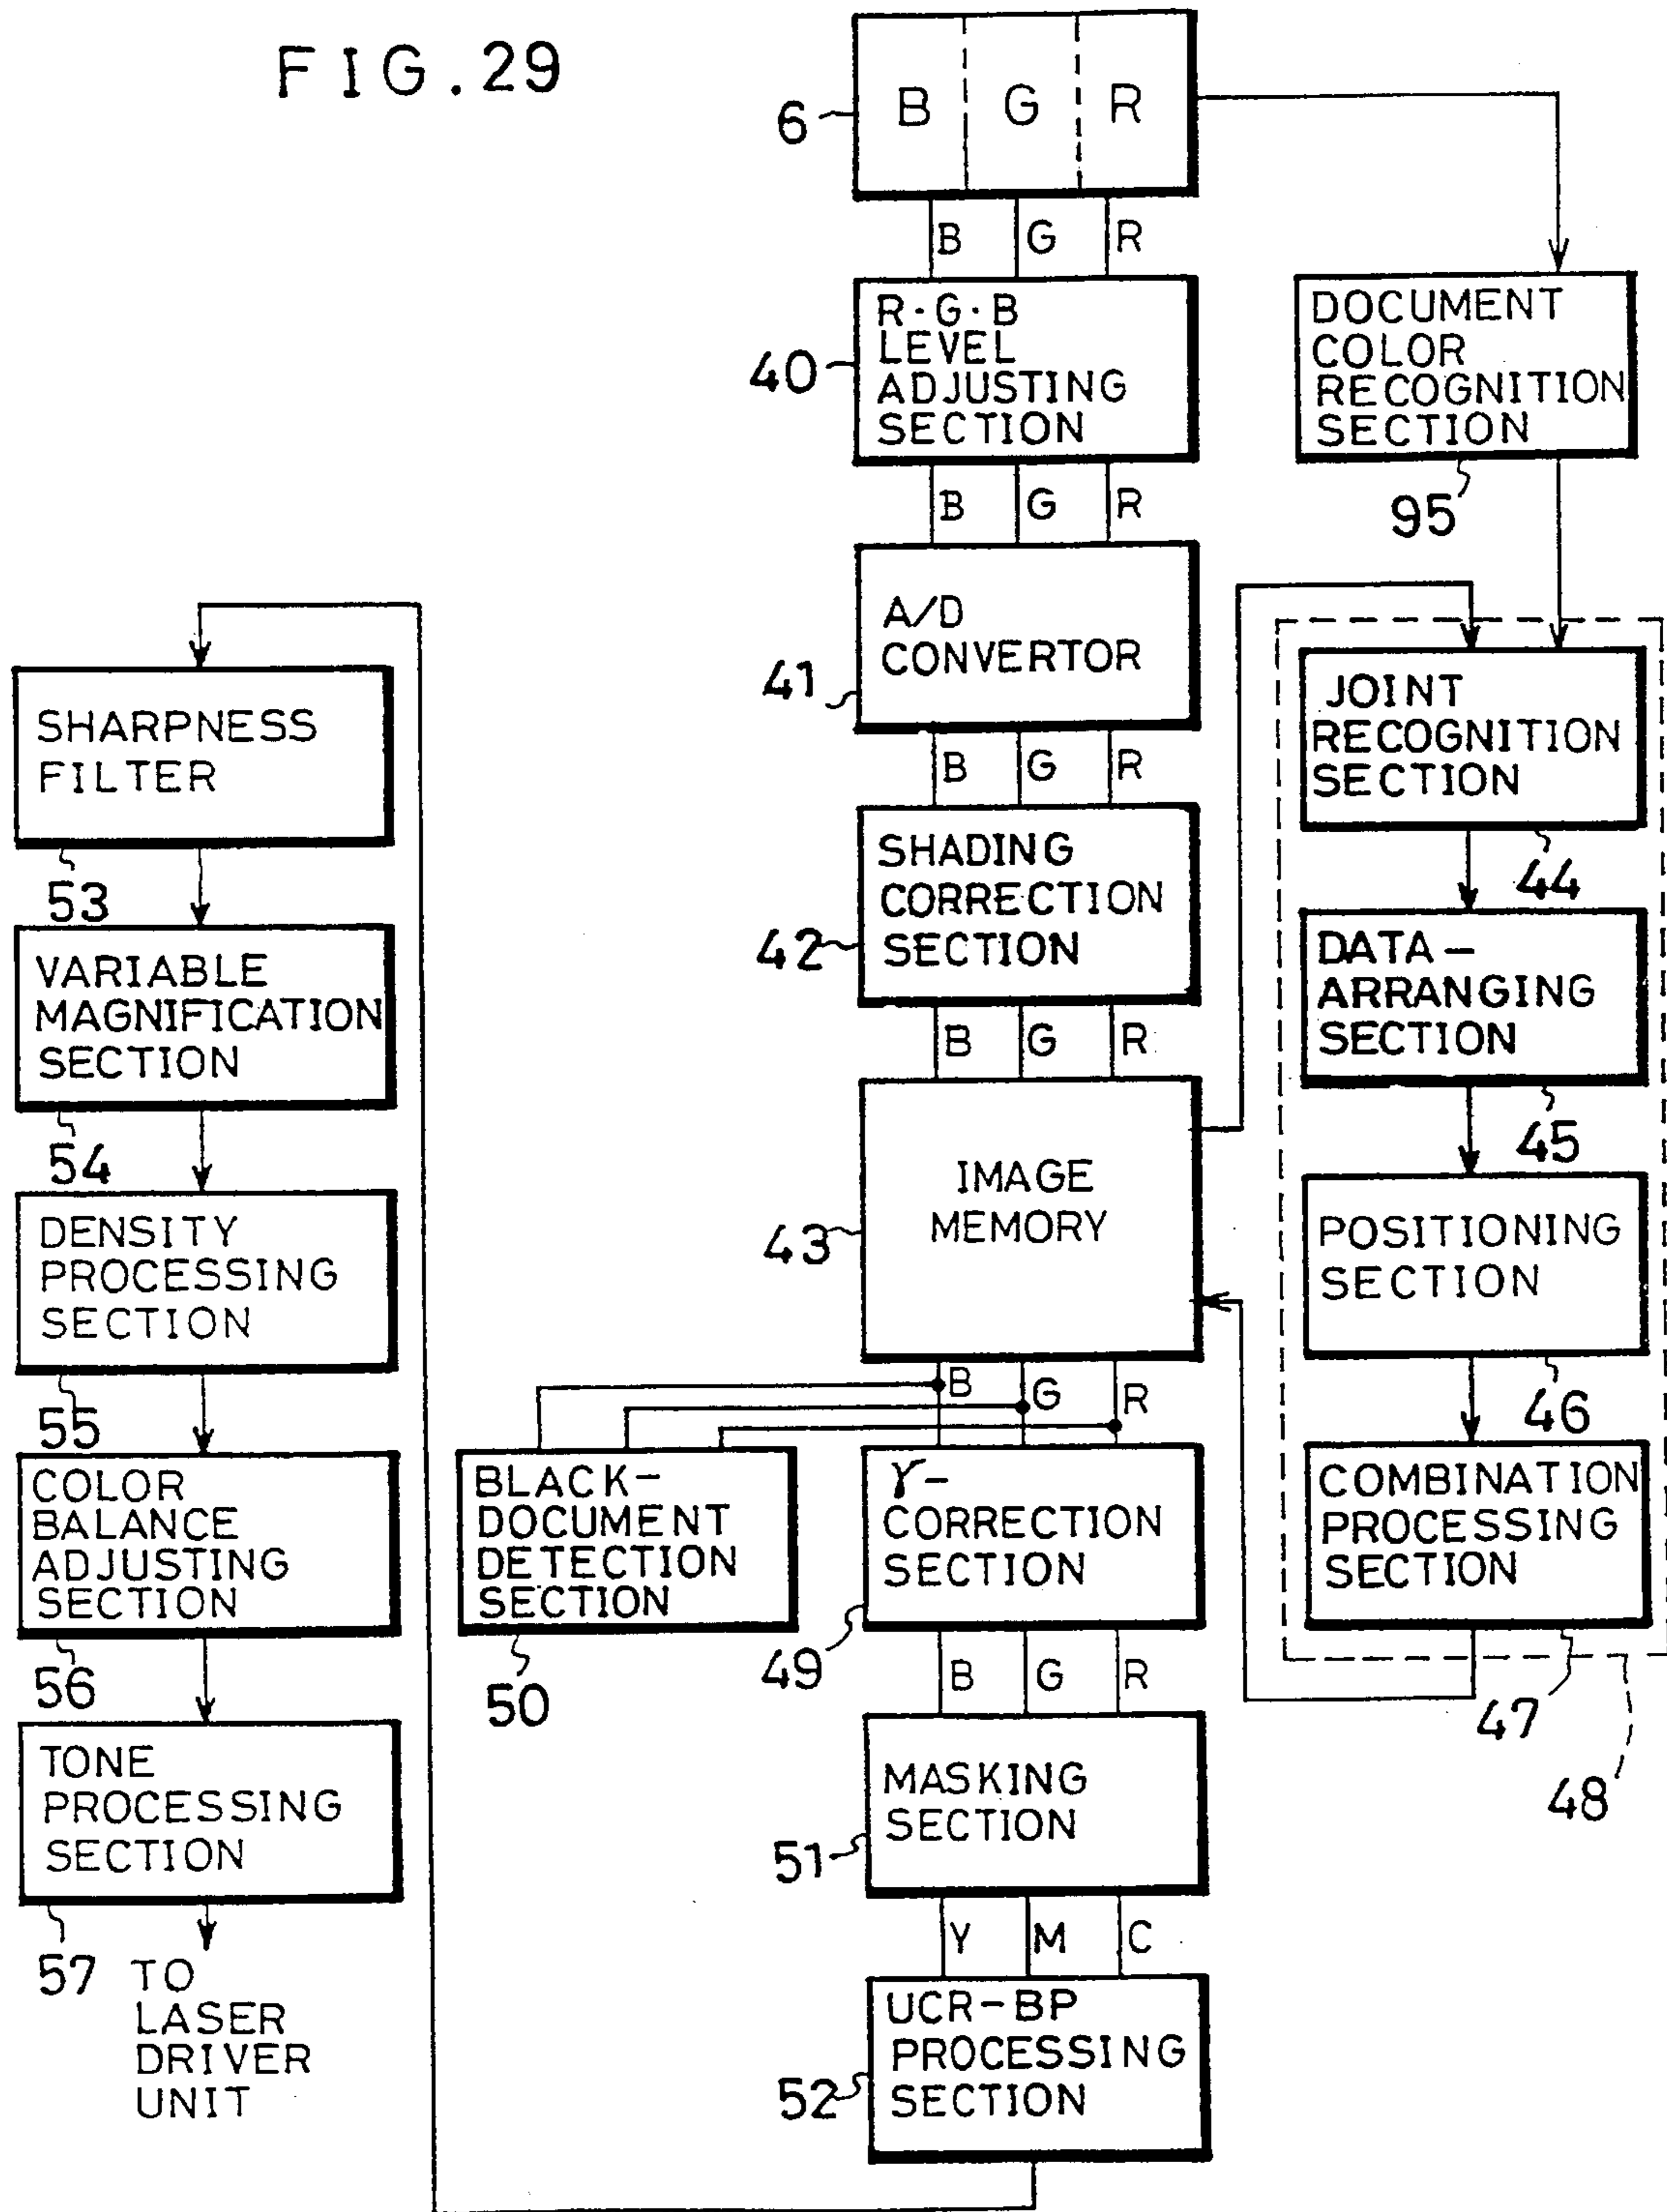 FIG.29
B G R
6
B G R
R·G·B
LEVEL
ADJUSTING
SECTION
40
DOCUMENT
COLOR
RECOGNITION
SECTION
95
B G R
A/D
CONVERTOR
41
B G R
SHADING
CORRECTION
SECTION
42
B G R
IMAGE
MEMORY
43
JOINT
RECOGNITION
SECTION
44
DATA-
ARRANGING
SECTION
45
POSITIONING
SECTION
46
COMBINATION
PROCESSING
SECTION
47
48
B G R
BLACK-
DOCUMENT
DETECTION
SECTION
50
γ-
CORRECTION
SECTION
49
B G R
MASKING
SECTION
51
Y M C
UCR-BP
PROCESSING
SECTION
52
SHARPNESS
FILTER
53
VARIABLE
MAGNIFICATION
SECTION
54
DENSITY
PROCESSING
SECTION
55
COLOR
BALANCE
ADJUSTING
SECTION
56
TONE
PROCESSING
SECTION
57
TO
LASER
DRIVER
UNIT